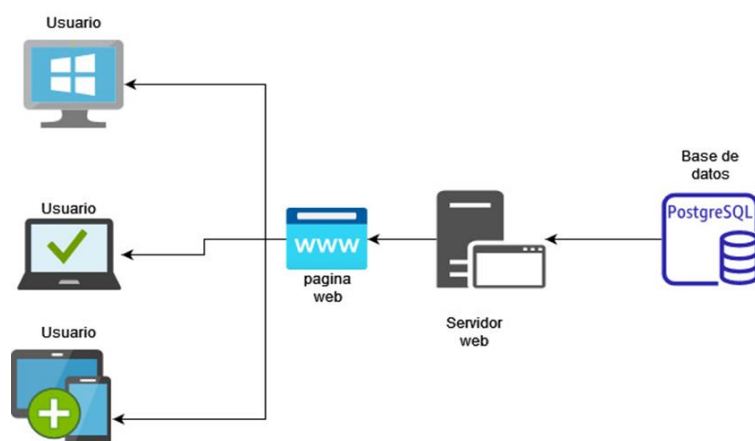 Usuario
Usuario
Usuario
www
pagina
web
Servidor
web
Base de
datos
PostgreSQL